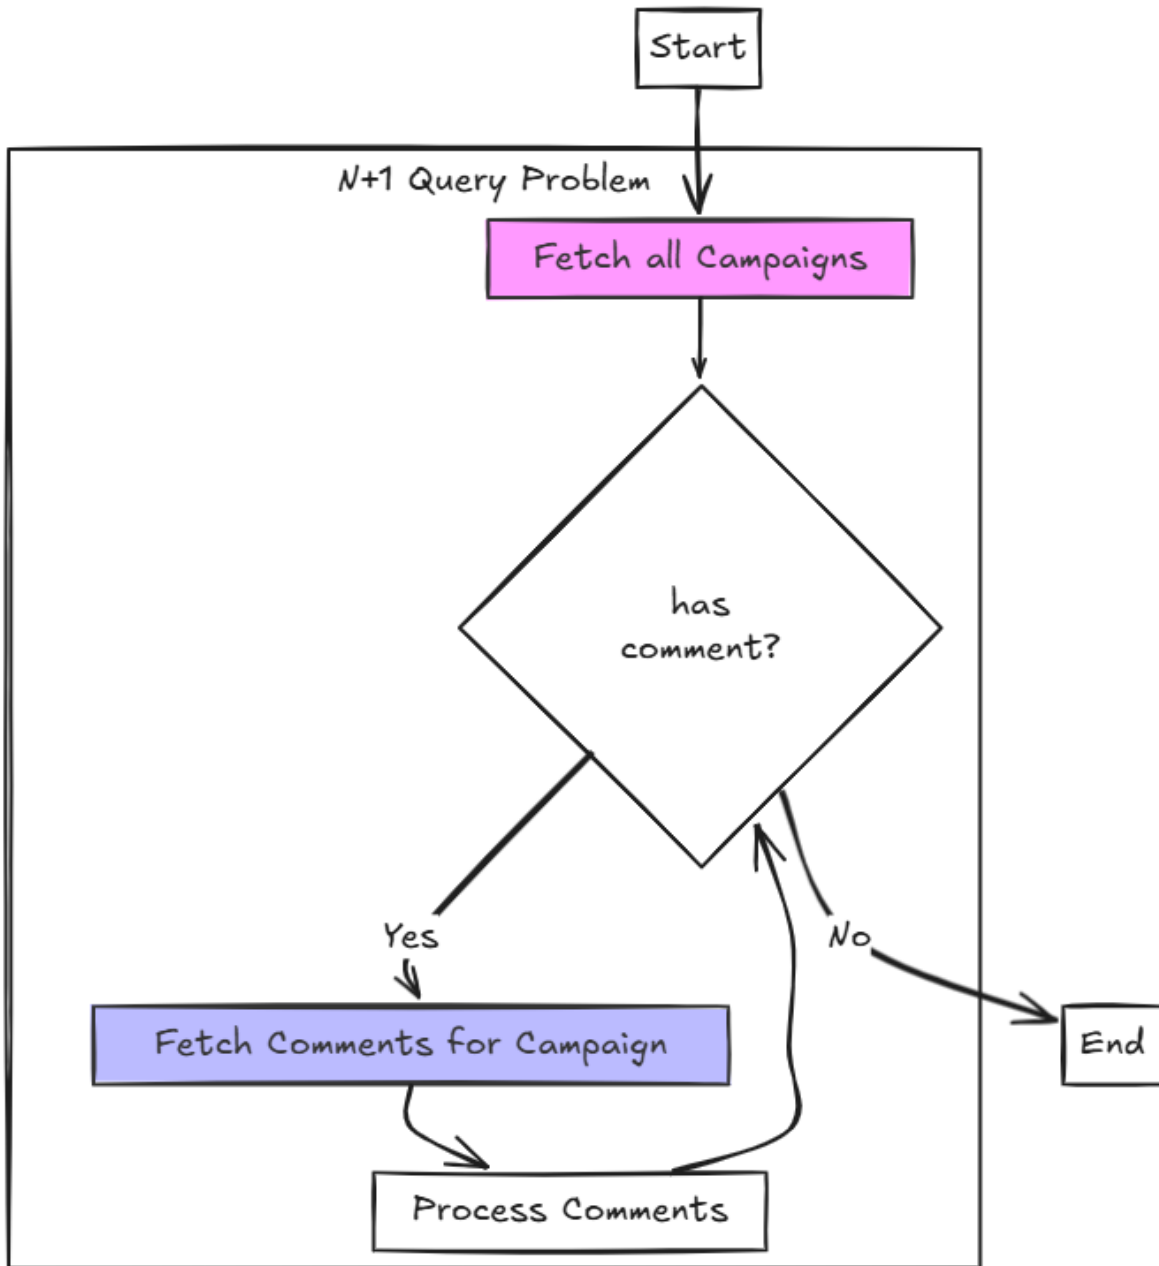 Start
N+1 Query Problem
Fetch all Campaigns
has
comment?
Yes
No
Fetch Comments for Campaign
End
Process Comments